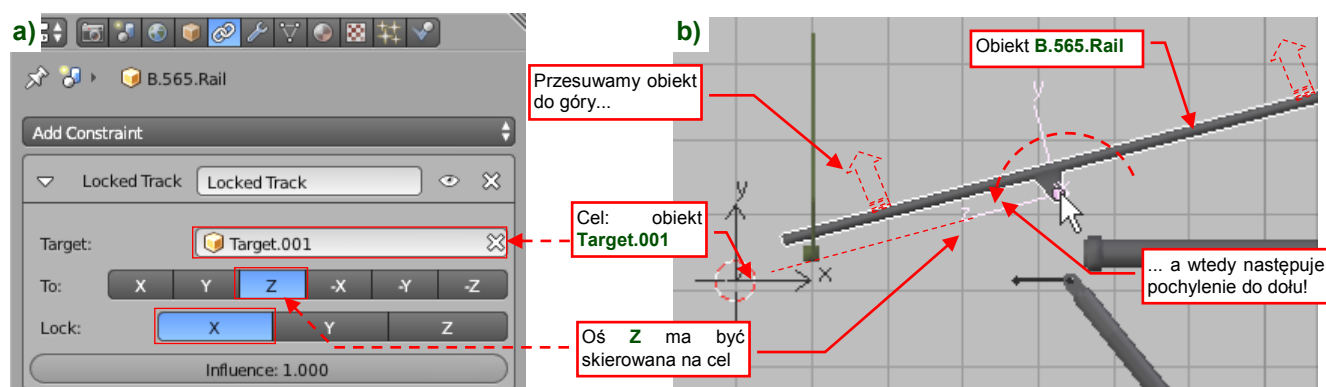 a)
B.565.Rail
Add Constraint
Locked Track Locked Track
Target: Target.001
To: X Y Z -X -Y -Z
Lock: X Y Z
Influence: 1.000
b)
Przesuwamy obiekt
do góry...
Obiekt B.565.Rail
Cel: obiekt
Target.001
Oś Z ma być
skierowana na cel
... a wtedy następuje
pochylenie do dołu!
y
x
y
z